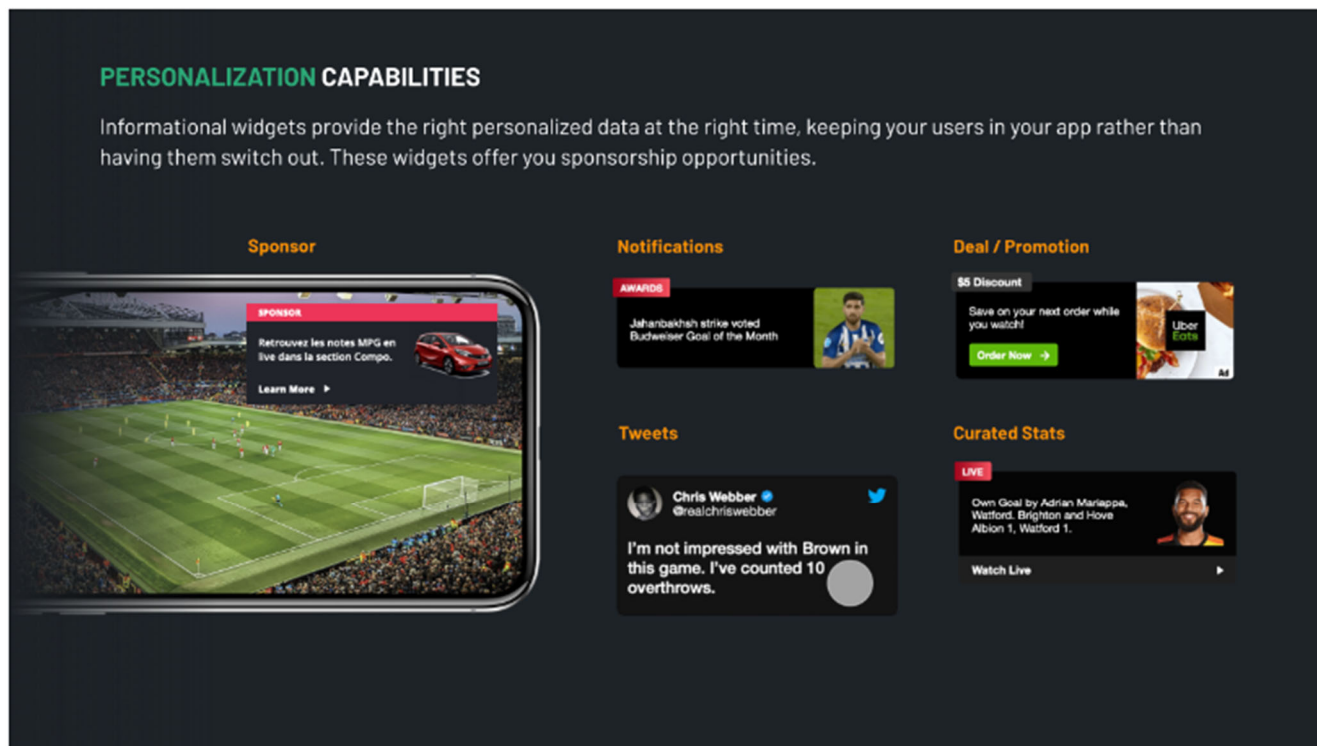 PERSONALIZATION CAPABILITIES
Informational widgets provide the right personalized data at the right time, keeping your users in your app rather than
having them switch out. These widgets offer you sponsorship opportunities.
Sponsor
SPONSOR
Retrouvez les notes MPG en
live dans la section Compo.
Learn More
Notifications
AWARDS
Jahanbakhsh strike voted
Budweiser Goal of the Month
Deal / Promotion
$5 Discount
Save on your next order while
you watch!
Order Now
Uber
Eats
Ad
Tweets
Chris Webber
@realchriswebber
I'm not impressed with Brown in
this game. I've counted 10
overthrows.
Curated Stats
LIVE
Own Goal by Adrian Mariappa,
Watford. Brighton and Hove
Albion 1, Watford 1.
Watch Live